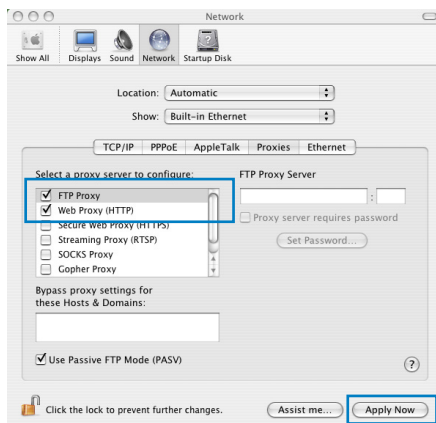 Network
Show All Displays Sound Network Startup Disk
Location: Automatic
Show: Built-in Ethernet
TCP/IP PPPoE AppleTalk Proxies Ethernet
Select a proxy server to configure: FTP Proxy Server
FTP Proxy :
Web Proxy (HTTP) Proxy server requires password
Secure Web Proxy (HTTPS)
Streaming Proxy (RTSP) Set Password...
SOCKS Proxy
Gopher Proxy
Bypass proxy settings for
these Hosts & Domains:
Use Passive FTP Mode (PASV) ?
Click the lock to prevent further changes. Assist me... Apply Now